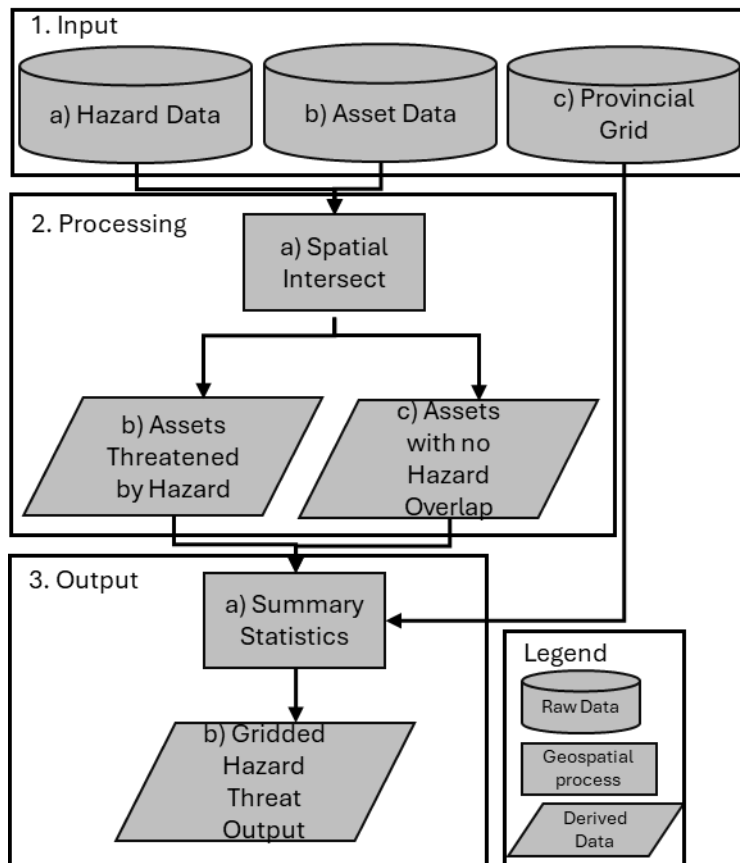 1. Input
a) Hazard Data
b) Asset Data
c) Provincial
Grid
2. Processing
a) Spatial
Intersect
b) Assets
Threatened
by Hazard
c) Assets
with no
Hazard
Overlap
3. Output
a) Summary
Statistics
b) Gridded
Hazard
Threat
Output
Legend
Raw Data
Geospatial
process
Derived
Data